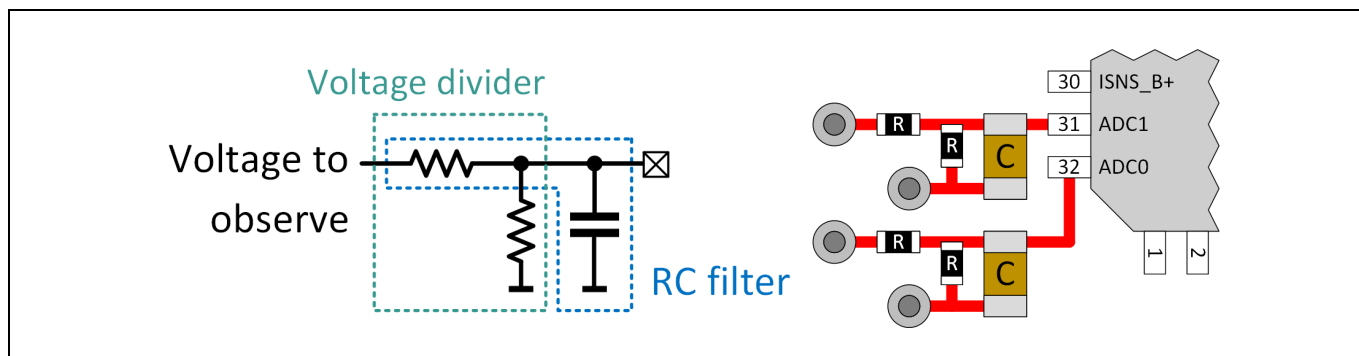 Voltage divider
Voltage to
observe
RC filter
30 ISNS_B+
R
31 ADC1
R
C
32 ADC0
R
R
C
1 2